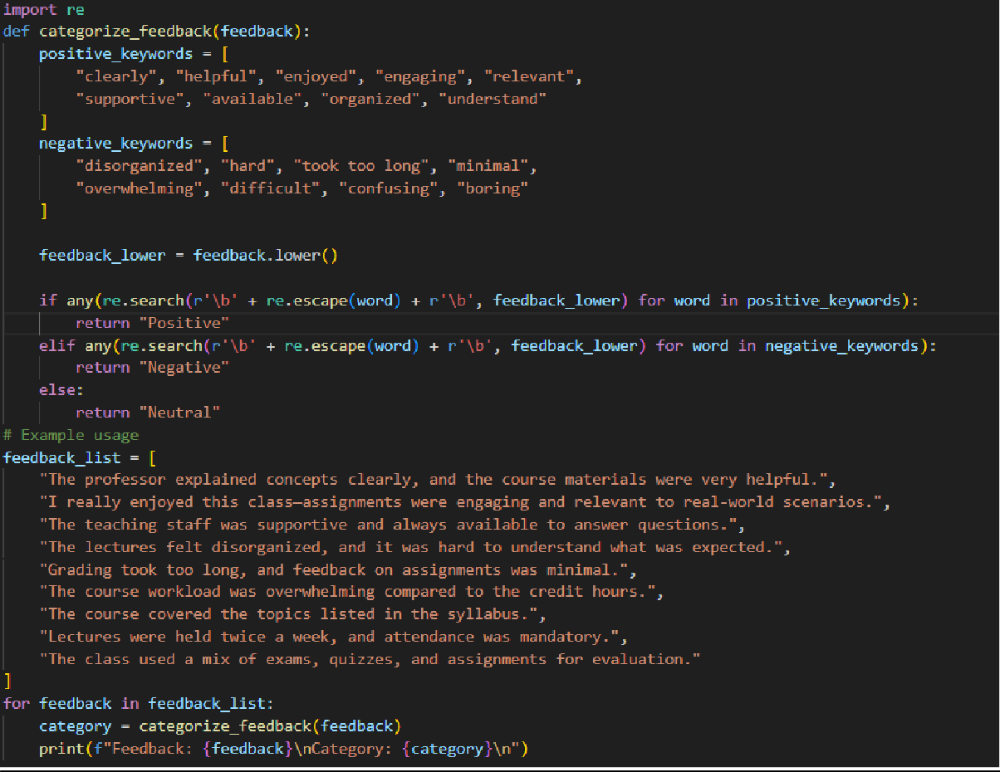 import re
def categorize_feedback(feedback):
    positive_keywords = [
        "clearly", "helpful", "enjoyed", "engaging", "relevant",
        "supportive", "available", "organized", "understand"
    ]
    negative_keywords = [
        "disorganized", "hard", "took too long", "minimal",
        "overwhelming", "difficult", "confusing", "boring"
    ]

    feedback_lower = feedback.lower()

    if any(re.search(r'\b' + re.escape(word) + r'\b', feedback_lower) for word in positive_keywords):
        return "Positive"
    elif any(re.search(r'\b' + re.escape(word) + r'\b', feedback_lower) for word in negative_keywords):
        return "Negative"
    else:
        return "Neutral"
# Example usage
feedback_list = [
    "The professor explained concepts clearly, and the course materials were very helpful.",
    "I really enjoyed this class—assignments were engaging and relevant to real-world scenarios.",
    "The teaching staff was supportive and always available to answer questions.",
    "The lectures felt disorganized, and it was hard to understand what was expected.",
    "Grading took too long, and feedback on assignments was minimal.",
    "The course workload was overwhelming compared to the credit hours.",
    "The course covered the topics listed in the syllabus.",
    "Lectures were held twice a week, and attendance was mandatory.",
    "The class used a mix of exams, quizzes, and assignments for evaluation."
]
for feedback in feedback_list:
    category = categorize_feedback(feedback)
    print(f"Feedback: {feedback}\nCategory: {category}\n")